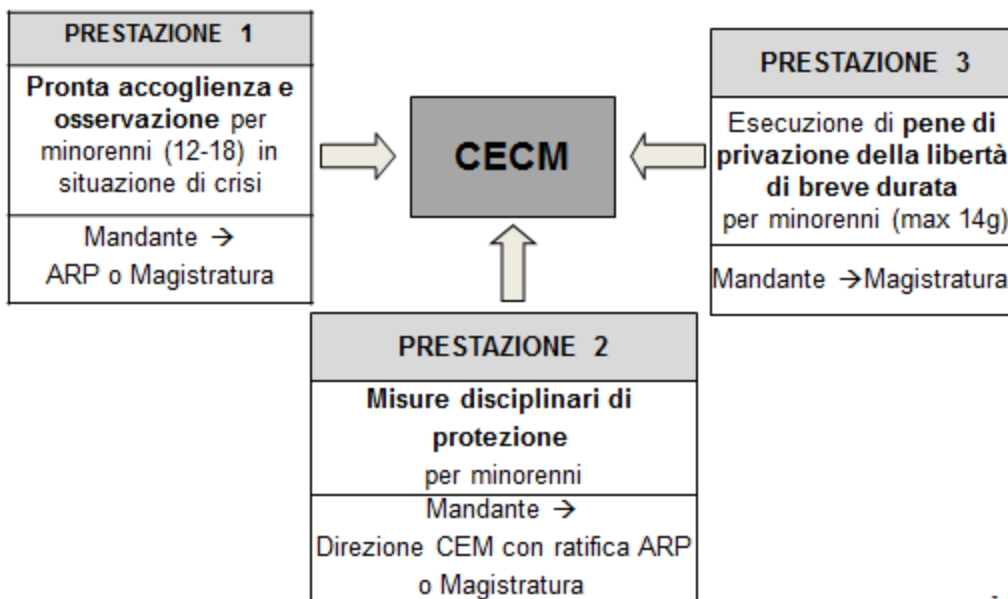 PRESTAZIONE 1
Pronta accoglienza e
osservazione per
minorenni (12-18) in
situazione di crisi
Mandante →
ARP o Magistratura
CECM
PRESTAZIONE 3
Esecuzione di pene di
privazione della libertà
di breve durata
per minorenni (max 14g)
Mandante →Magistratura
PRESTAZIONE 2
Misure disciplinari di
protezione
per minorenni
Mandante →
Direzione CEM con ratifica ARP
o Magistratura